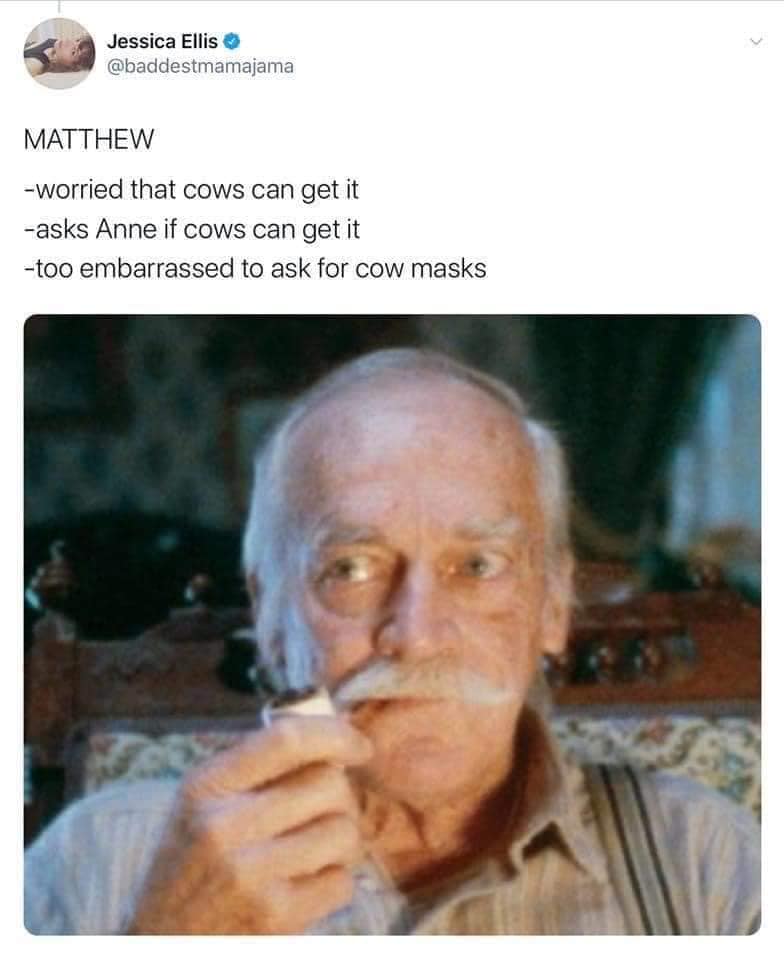 Jessica Ellis
@baddestmamajama
MATTHEW
-worried that cows can get it
-asks Anne if cows can get it
-too embarrassed to ask for cow masks